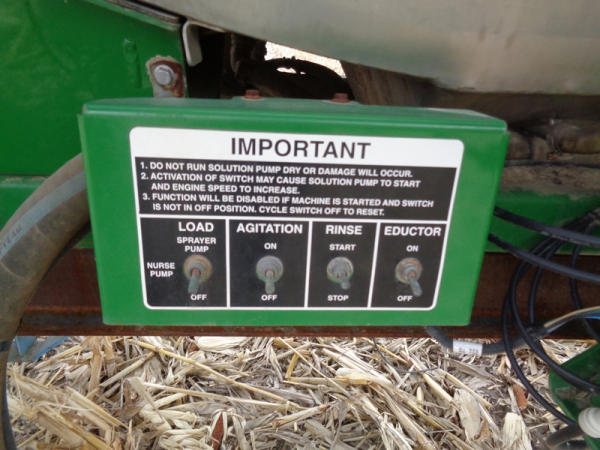 IMPORTANT
1. DO NOT RUN SOLUTION PUMP DRY OR DAMAGE WILL OCCUR.
2. ACTIVATION OF SWITCH MAY CAUSE SOLUTION PUMP TO START
AND ENGINE SPEED TO INCREASE.
3. FUNCTION WILL BE DISABLED IF MACHINE IS STARTED AND SWITCH
IS NOT IN OFF POSITION. CYCLE SWITCH OFF TO RESET.
LOAD
SPRAYER
PUMP
NURSE
PUMP
OFF
AGITATION
ON
OFF
RINSE
START
STOP
EDUCTOR
ON
OFF